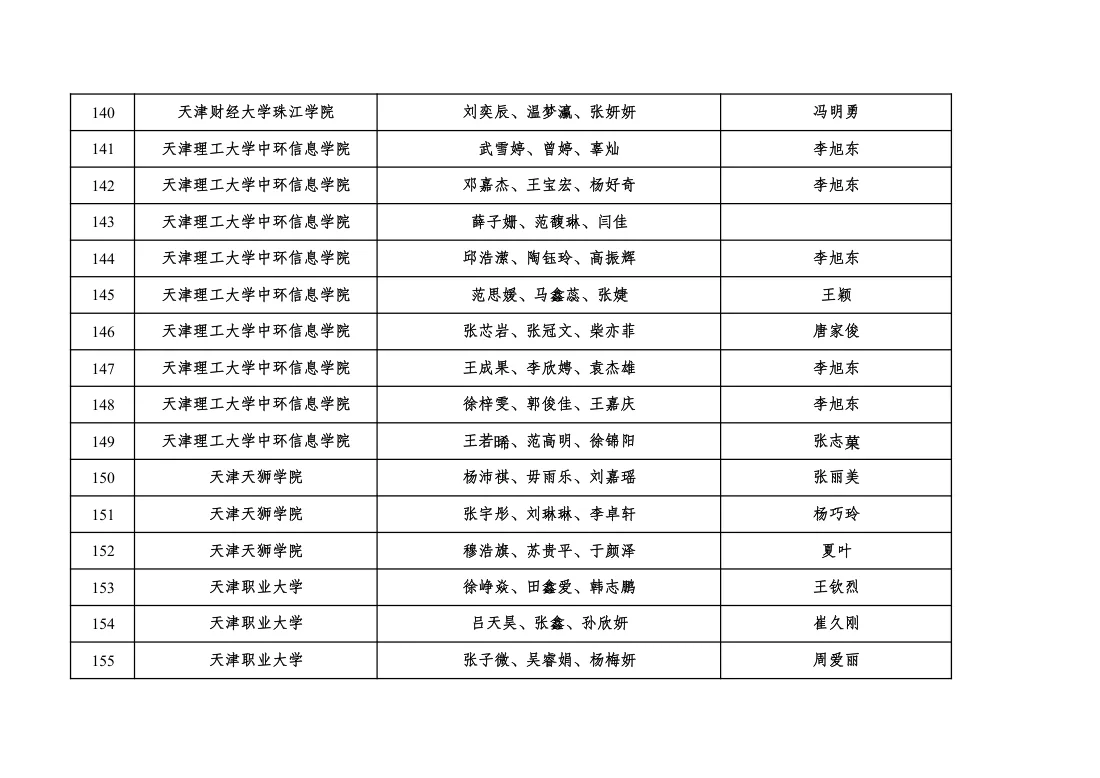 140 天津财经大学珠江学院 刘奕辰、温梦瀛、张妍妍 冯明勇
141 天津理工大学中环信息学院 武雪婷、曾婷、辜灿 李旭东
142 天津理工大学中环信息学院 邓嘉杰、王宝宏、杨好奇 李旭东
143 天津理工大学中环信息学院 薛子姗、范馥琳、闫佳
144 天津理工大学中环信息学院 邱浩潆、陶钰玲、高振辉 李旭东
145 天津理工大学中环信息学院 范思媛、马鑫蕊、张婕 王颖
146 天津理工大学中环信息学院 张芯岩、张冠文、柴亦菲 唐家俊
147 天津理工大学中环信息学院 王成果、李欣娉、袁杰雄 李旭东
148 天津理工大学中环信息学院 徐梓雯、郭俊佳、王嘉庆 李旭东
149 天津理工大学中环信息学院 王若晞、范高明、徐锦阳 张志菓
150 天津天狮学院 杨沛祺、毋雨乐、刘嘉瑶 张丽美
151 天津天狮学院 张宇彤、刘琳琳、李卓轩 杨巧玲
152 天津天狮学院 穆浩旗、苏贵平、于颜泽 夏叶
153 天津职业大学 徐峥焱、田鑫爱、韩志鹏 王钦烈
154 天津职业大学 吕天昊、张鑫、孙欣妍 崔久刚
155 天津职业大学 张子微、吴睿娟、杨梅妍 周爱丽